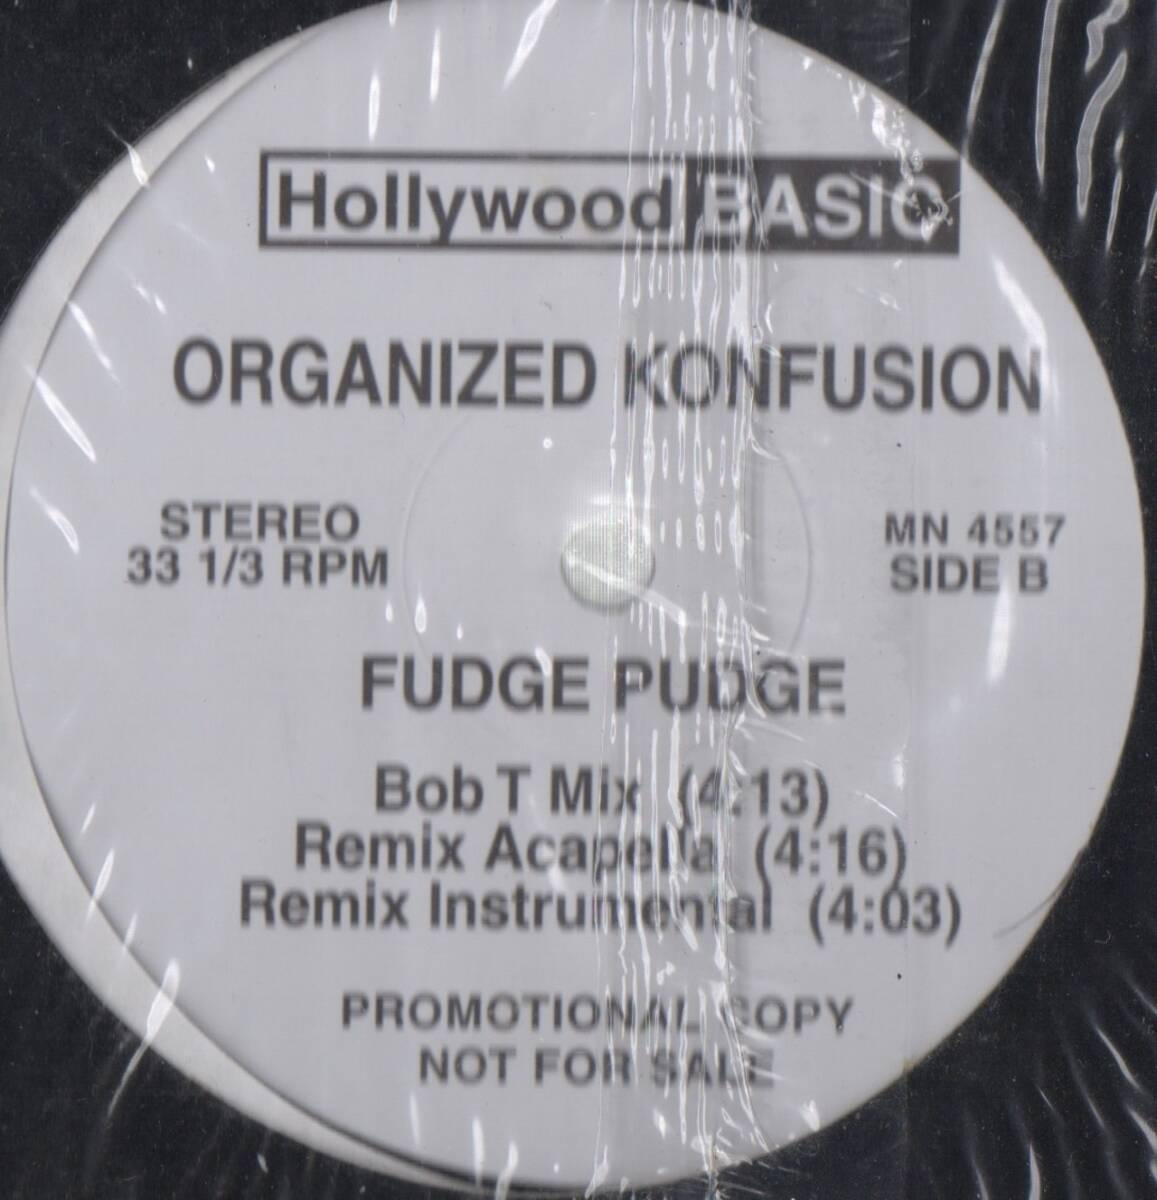 Hollywood BASIC
ORGANIZED KONFUSION
STEREO
33 1/3 RPM
MN 4557
SIDE B
FUDGE PUDGE
Bob T Mix (4:13)
Remix Acapella (4:16)
Remix Instrumental (4:03)
PROMOTIONAL COPY
NOT FOR SALE